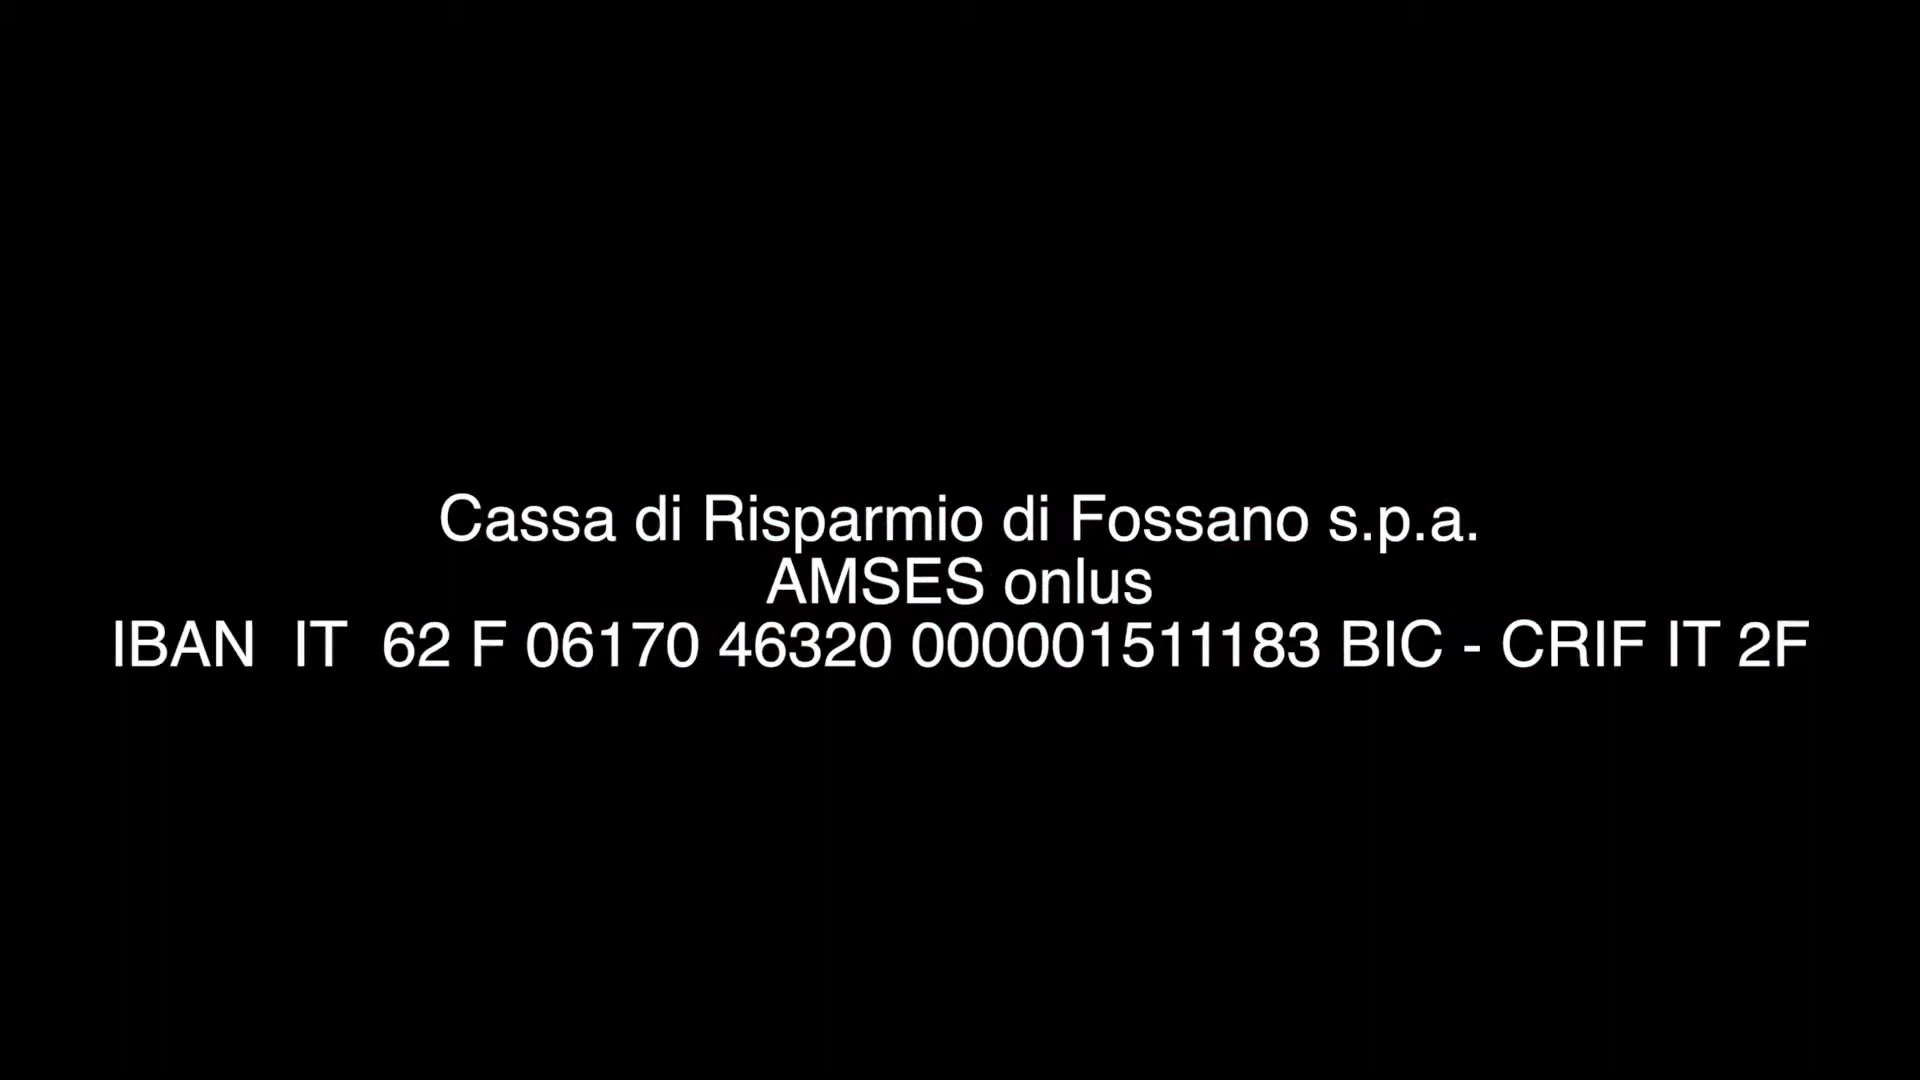 Cassa di Risparmio di Fossano s.p.a.
AMSES onlus
IBAN  IT  62 F 06170 46320 000001511183 BIC - CRIF IT 2F